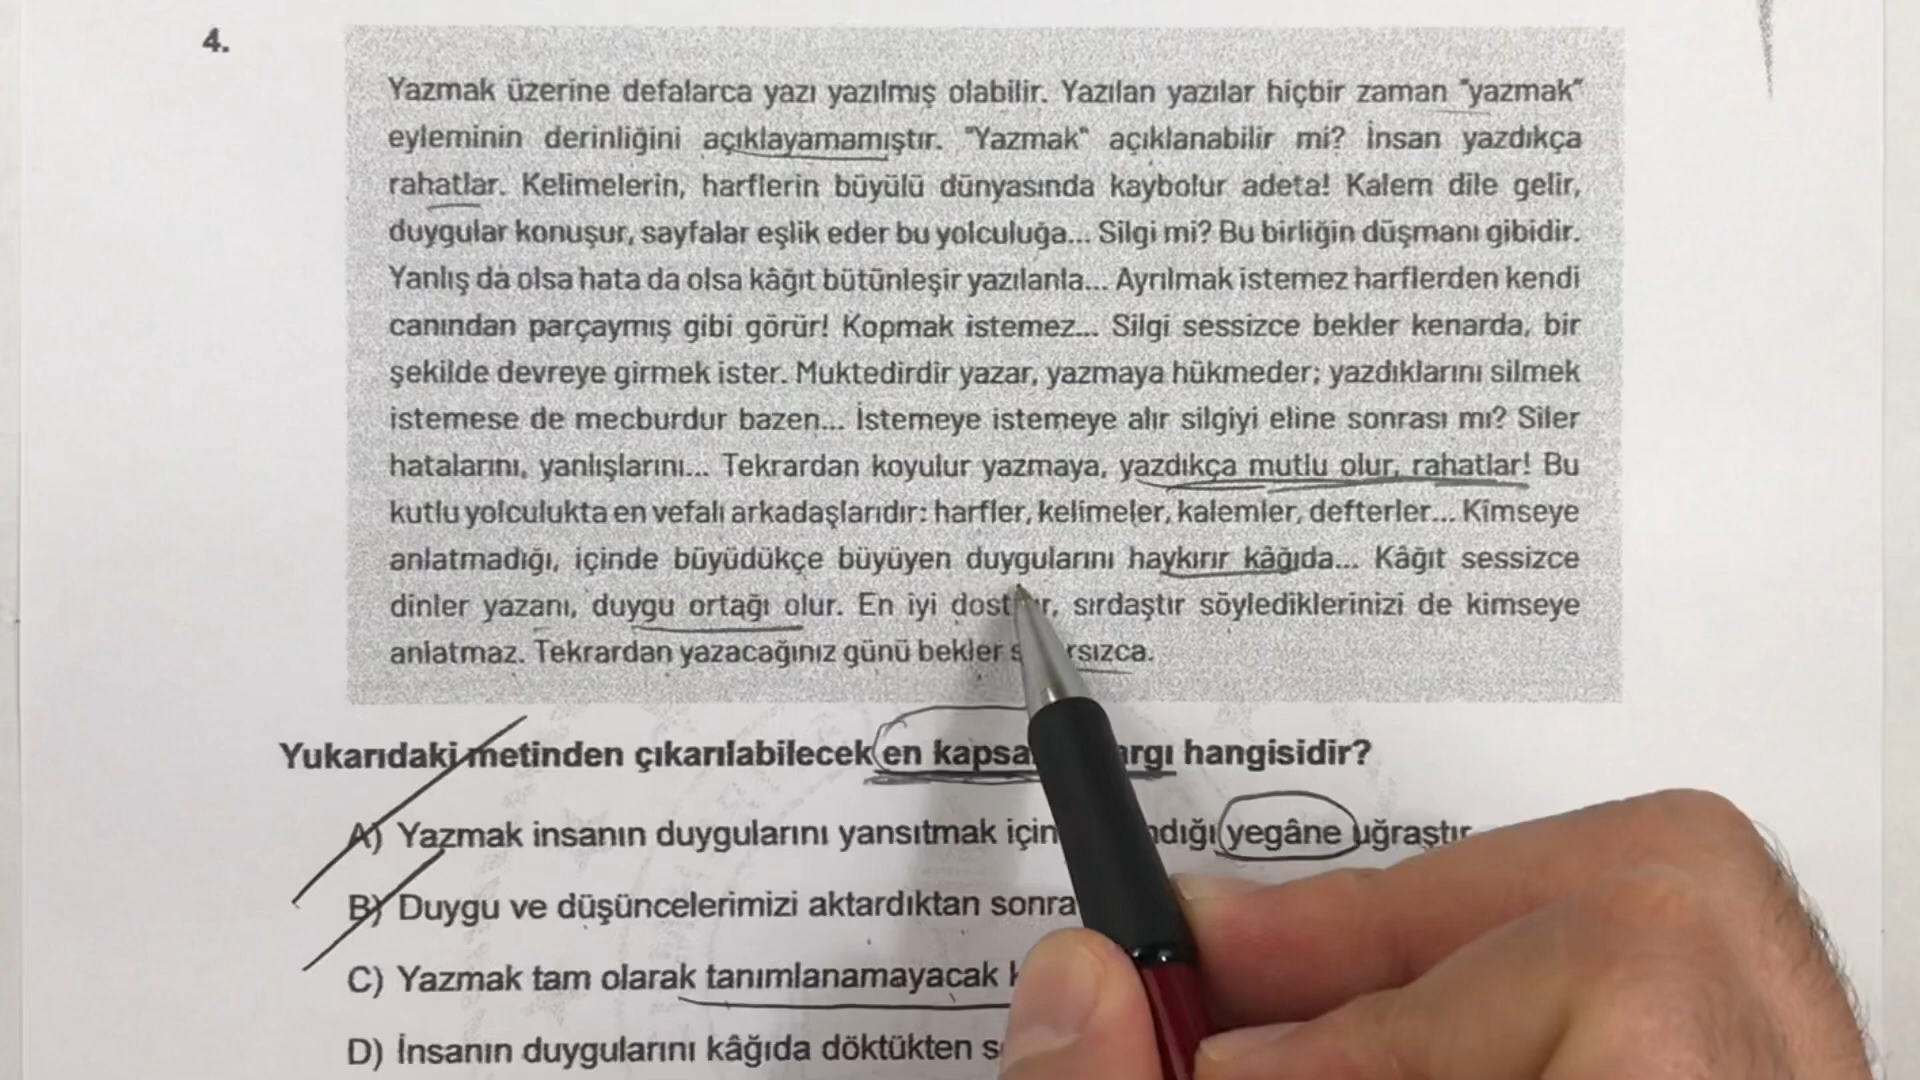 4.
Yazmak üzerine defalarca yazı yazılmış olabilir. Yazılan yazılar hiçbir zaman "yazmak"
eyleminin derinliğini açıklayamamıştır. "Yazmak" açıklanabilir mi? İnsan yazdıkça
rahatlar. Kelimelerin, harflerin büyülü dünyasında kaybolur adeta! Kalem dile gelir,
duygular konuşur, sayfalar eşlik eder bu yolculuğa... Silgi mi? Bu birliğin düşmanı gibidir.
Yanlış da olsa hata da olsa kâğıt bütünleşir yazılanla... Ayrılmak istemez harflerden kendi
canından parçaymış gibi görür! Kopmak istemez... Silgi sessizce bekler kenarda, bir
şekilde devreye girmek ister. Muktedirdir yazar, yazmaya hükmeder; yazdıklarını silmek
istemese de mecburdur bazen... İstemeye istemeye alır silgiyi eline sonrası mı? Siler
hatalarını, yanlışlarını... Tekrardan koyulur yazmaya, yazdıkça mutlu olur, rahatlar! Bu
kutlu yolculukta en vefalı arkadaşlarıdır: harfler, kelimeler, kalemler, defterler... Kimseye
anlatmadığı, içinde büyüdükçe büyüyen duygularını haykırır kâğıda... Kâğıt sessizce
dinler yazanı, duygu ortağı olur. En iyi sırdaştır söylediklerinizi de kimseye
anlatmaz. Tekrardan yazacağınız günü bekler
Yukarıdaki metinden çıkarılabilecek en hangisidir?
A) Yazmak insanın duygularını yansıtmak için yegâne uğraştır
B) Duygu ve düşüncelerimizi aktardıktan sonra
C) Yazmak tam olarak tanımlanamayacak
D) İnsanın duygularını kâğıda döktükten